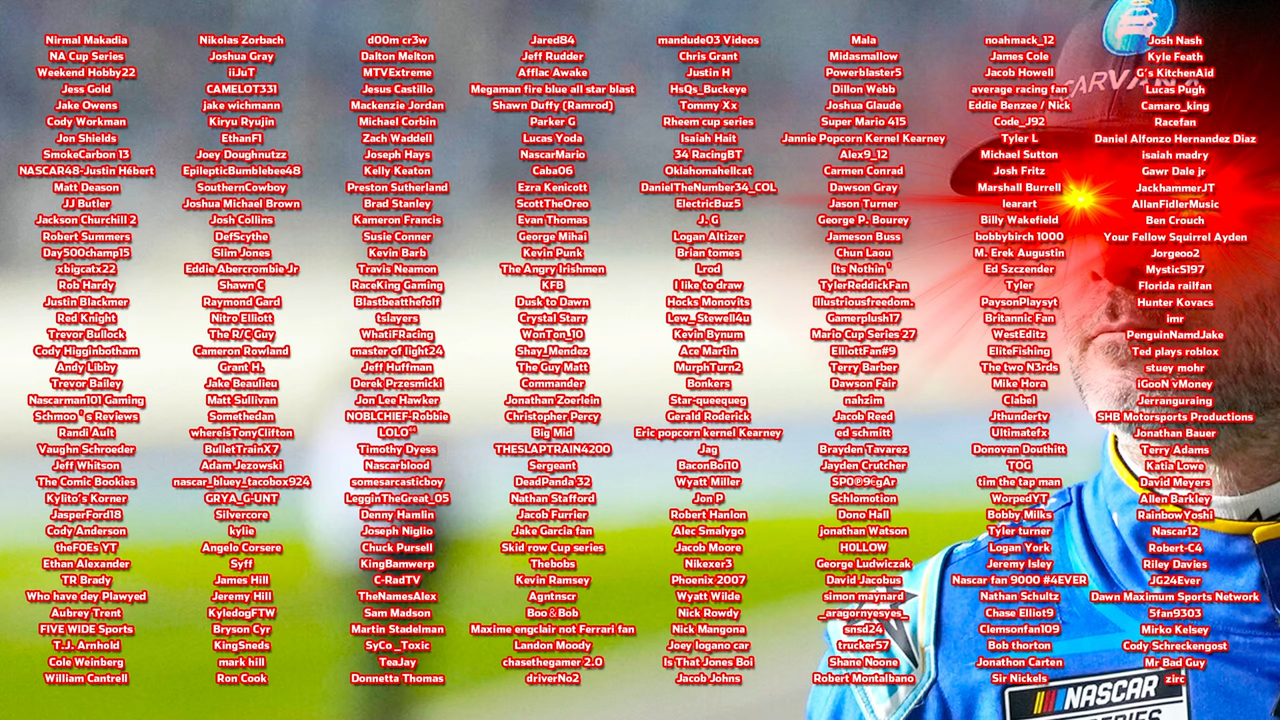 Nirmal Makadia
NA Cup Series
Weekend Hobby22
Jess Gold
Jake Owens
Cody Workman
Jon Shields
SmokeCarbon 13
NASCAR48-Justin Hébert
Matt Deason
JJ Butler
Jackson Churchill 2
Robert Summers
Day500champ15
xbigcatx22
Rob Hardy
Justin Blackmer
Red Knight
Trevor Bullock
Cody Higginbotham
Andy Libby
Trevor Bailey
Nascarman101 Gaming
Schmoo's Reviews
Randi Ault
Vaughn Schroeder
Jeff Whitson
The Comic Bookies
Kylito's Korner
JasperFord18
Cody Anderson
theF0Es YT
Ethan Alexander
TR Brady
Who have dey Plawyed
Aubrey Trent
FIVE WIDE Sports
T.J. Arnhold
Cole Weinberg
William Cantrell
Nikolas Zorbach
Joshua Gray
iiJuT
CAMELOT331
jake wichmann
Kiryu Ryujin
EthanF1
Joey Doughnutzz
EpilepticBumblebee48
SouthernCowboy
Joshua Michael Brown
Josh Collins
DefScythe
Slim Jones
Eddie Abercrombie Jr
Shawn C
Raymond Gard
Nitro Elliott
The R/C Guy
Cameron Rowland
Grant H.
Jake Beaulieu
Matt Sullivan
Somethedan
whereisTonyClifton
BulletTrainX7
Adam Jezowski
nascar_bluey_tacobox924
GRYA_G-UNT
Silvercore
kylie
Angelo Corsere
Syff
James Hill
Jeremy Hill
KyledogFTW
Bryson Cyr
KingSneds
mark hill
Ron Cook
d00m cr3w
Dalton Melton
MTVExtreme
Jesus Castillo
Mackenzie Jordan
Michael Corbin
Zach Waddell
Joseph Hays
Kelly Keaton
Preston Sutherland
Brad Stanley
Kameron Francis
Susie Conner
Kevin Barb
Travis Neamon
RaceKing Gaming
Blastbeatthefolf
tslayers
WhatiFRacing
master of light24
Jeff Huffman
Derek Przesmicki
Jon Lee Hawker
NOBLCHIEF-Robbie
LOLO⁶⁶
Timothy Dyess
Nascarblood
somesarcasticboy
LegginTheGreat_05
Denny Hamlin
Joseph Niglio
Chuck Pursell
KingBamwerp
C-RadTV
TheNamesAlex
Sam Madson
Martin Stadelman
SyCo_Toxic
TeaJay
Donnetta Thomas
Jared84
Jeff Rudder
Afflac Awake
Megaman fire blue all star blast
Shawn Duffy (Ramrod)
Parker G
Lucas Yoda
NascarMario
Caba06
Ezra Kenicott
ScottTheOreo
Evan Thomas
George Mihai
Kevin Punk
The Angry Irishmen
KFB
Dusk to Dawn
Crystal Starr
WonTon_10
Shay_Mendez
The Guy Matt
Commander
Jonathan Zoerlein
Christopher Percy
Big Mid
THESLAPTRAIN4200
Sergeant
DeadPanda 32
Nathan Stafford
Jacob Furrier
Jake Garcia fan
Skid row Cup series
Thebobs
Kevin Ramsey
Agntnscr
Boo & Bob
Maxime engclair not Ferrari fan
Landon Moody
chasethegamer 2.0
driverNo2
mandude03 Videos
Chris Grant
Justin H
HsQs_Buckeye
Tommy Xx
Rheem cup series
Isaiah Hait
34 RacingBT
Oklahomahellcat
DanielTheNumber34_COL
ElectricBuz5
J. G
Logan Altizer
Brian tomes
Lrod
I like to draw
Hocks Monovits
Lew_Stewell4u
Kevin Bynum
Ace Martin
MurphTurn2
Bonkers
Star-queequeg
Gerald Roderick
Eric popcorn kernel Kearney
Jag
BaconBoi10
Wyatt Miller
Jon P
Robert Hanlon
Alec Smalygo
Jacob Moore
Nikexer3
Phoenix 2007
Wyatt Wilde
Nick Rowdy
Nick Mangona
Joey logano car
Is That Jones Boi
Jacob Johns
Mala
Midasmallow
Powerblaster5
Dillon Webb
Joshua Glaude
Super Mario 415
Jannie Popcorn Kernel Kearney
Alex9_12
Carmen Conrad
Dawson Gray
Jason Turner
George P. Bourey
Jameson Buss
Chun Laou
Its Nothin '
TylerReddickFan
Illustriousfreedom.
Gamerplush17
Mario Cup Series 27
ElliottFan#9
Terry Barber
Dawson Fair
nahzim
Jacob Reed
ed schmitt
Brayden Tavarez
Jayden Crutcher
SP0®9€gAr
Schlomotion
Dono Hall
jonathan Watson
H0LLOW
George Ludwiczak
David Jacobus
simon maynard
_aragornyesyes_
snsd24
trucker57
Shane Noone
Robert Montalbano
noahmack_12
James Cole
Jacob Howell
average racing fan
Eddie Benzee / Nick
Code_J92
Tyler L
Michael Sutton
Josh Fritz
Marshall Burrell
learart
Billy Wakefield
bobbybirch 1000
M. Erek Augustin
Ed Szczender
Tyler
PaysonPlaysyt
Britannic Fan
WestEditz
EliteFishing
The two N3rds
Mike Hora
Clabel
Jthundertv
Ultimatefx
Donovan Douthitt
TOG
tim the tap man
WorpedYT
Bobby Milks
Tyler turner
Logan York
Jeremy Isley
Nascar fan 9000 #4EVER
Nathan Schultz
Chase Elliot9
Clemsonfan109
Bob thorton
Jonathon Carten
Sir Nickels
Josh Nash
Kyle Feath
G's KitchenAid
Lucas Pugh
Camaro_king
Racefan
Daniel Alfonzo Hernandez Diaz
isaiah madry
Gawr Dale jr
JackhammerJT
AllanFidlerMusic
Ben Crouch
Your Fellow Squirrel Ayden
Jorgeoo2
MysticS197
Florida railfan
Hunter Kovacs
imr
PenguinNamdJake
Ted plays roblox
stuey mohr
iGooN vMoney
Jerranguraing
SHB Motorsports Productions
Jonathan Bauer
Terry Adams
Katia Lowe
David Meyers
Allen Barkley
RainbowYoshi
Nascar12
Robert-C4
Riley Davies
JG24Ever
Dawn Maximum Sports Network
5fan9303
Mirko Kelsey
Cody Schreckengost
Mr Bad Guy
zirc
NASCAR